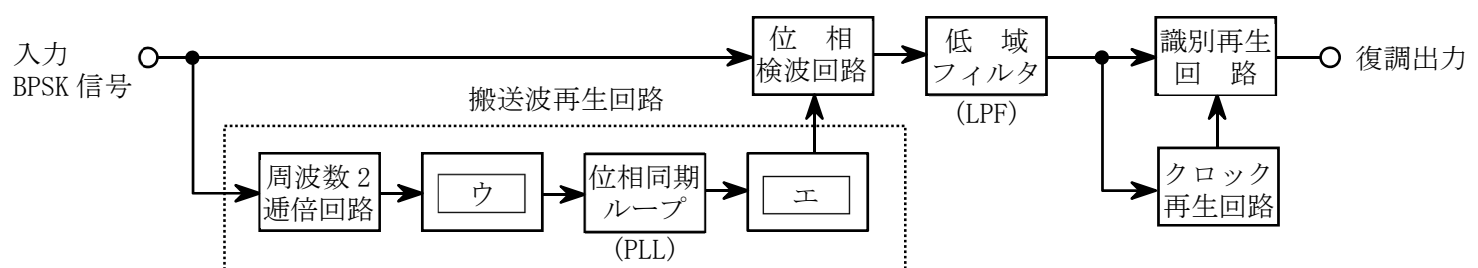 入力
BPSK 信号
位 相
検波回路
低 域
フィルタ
(LPF)
識別再生
回 路
復調出力
搬送波再生回路
周波数 2
逓倍回路
ウ
位相同期
ループ
(PLL)
エ
クロック
再生回路